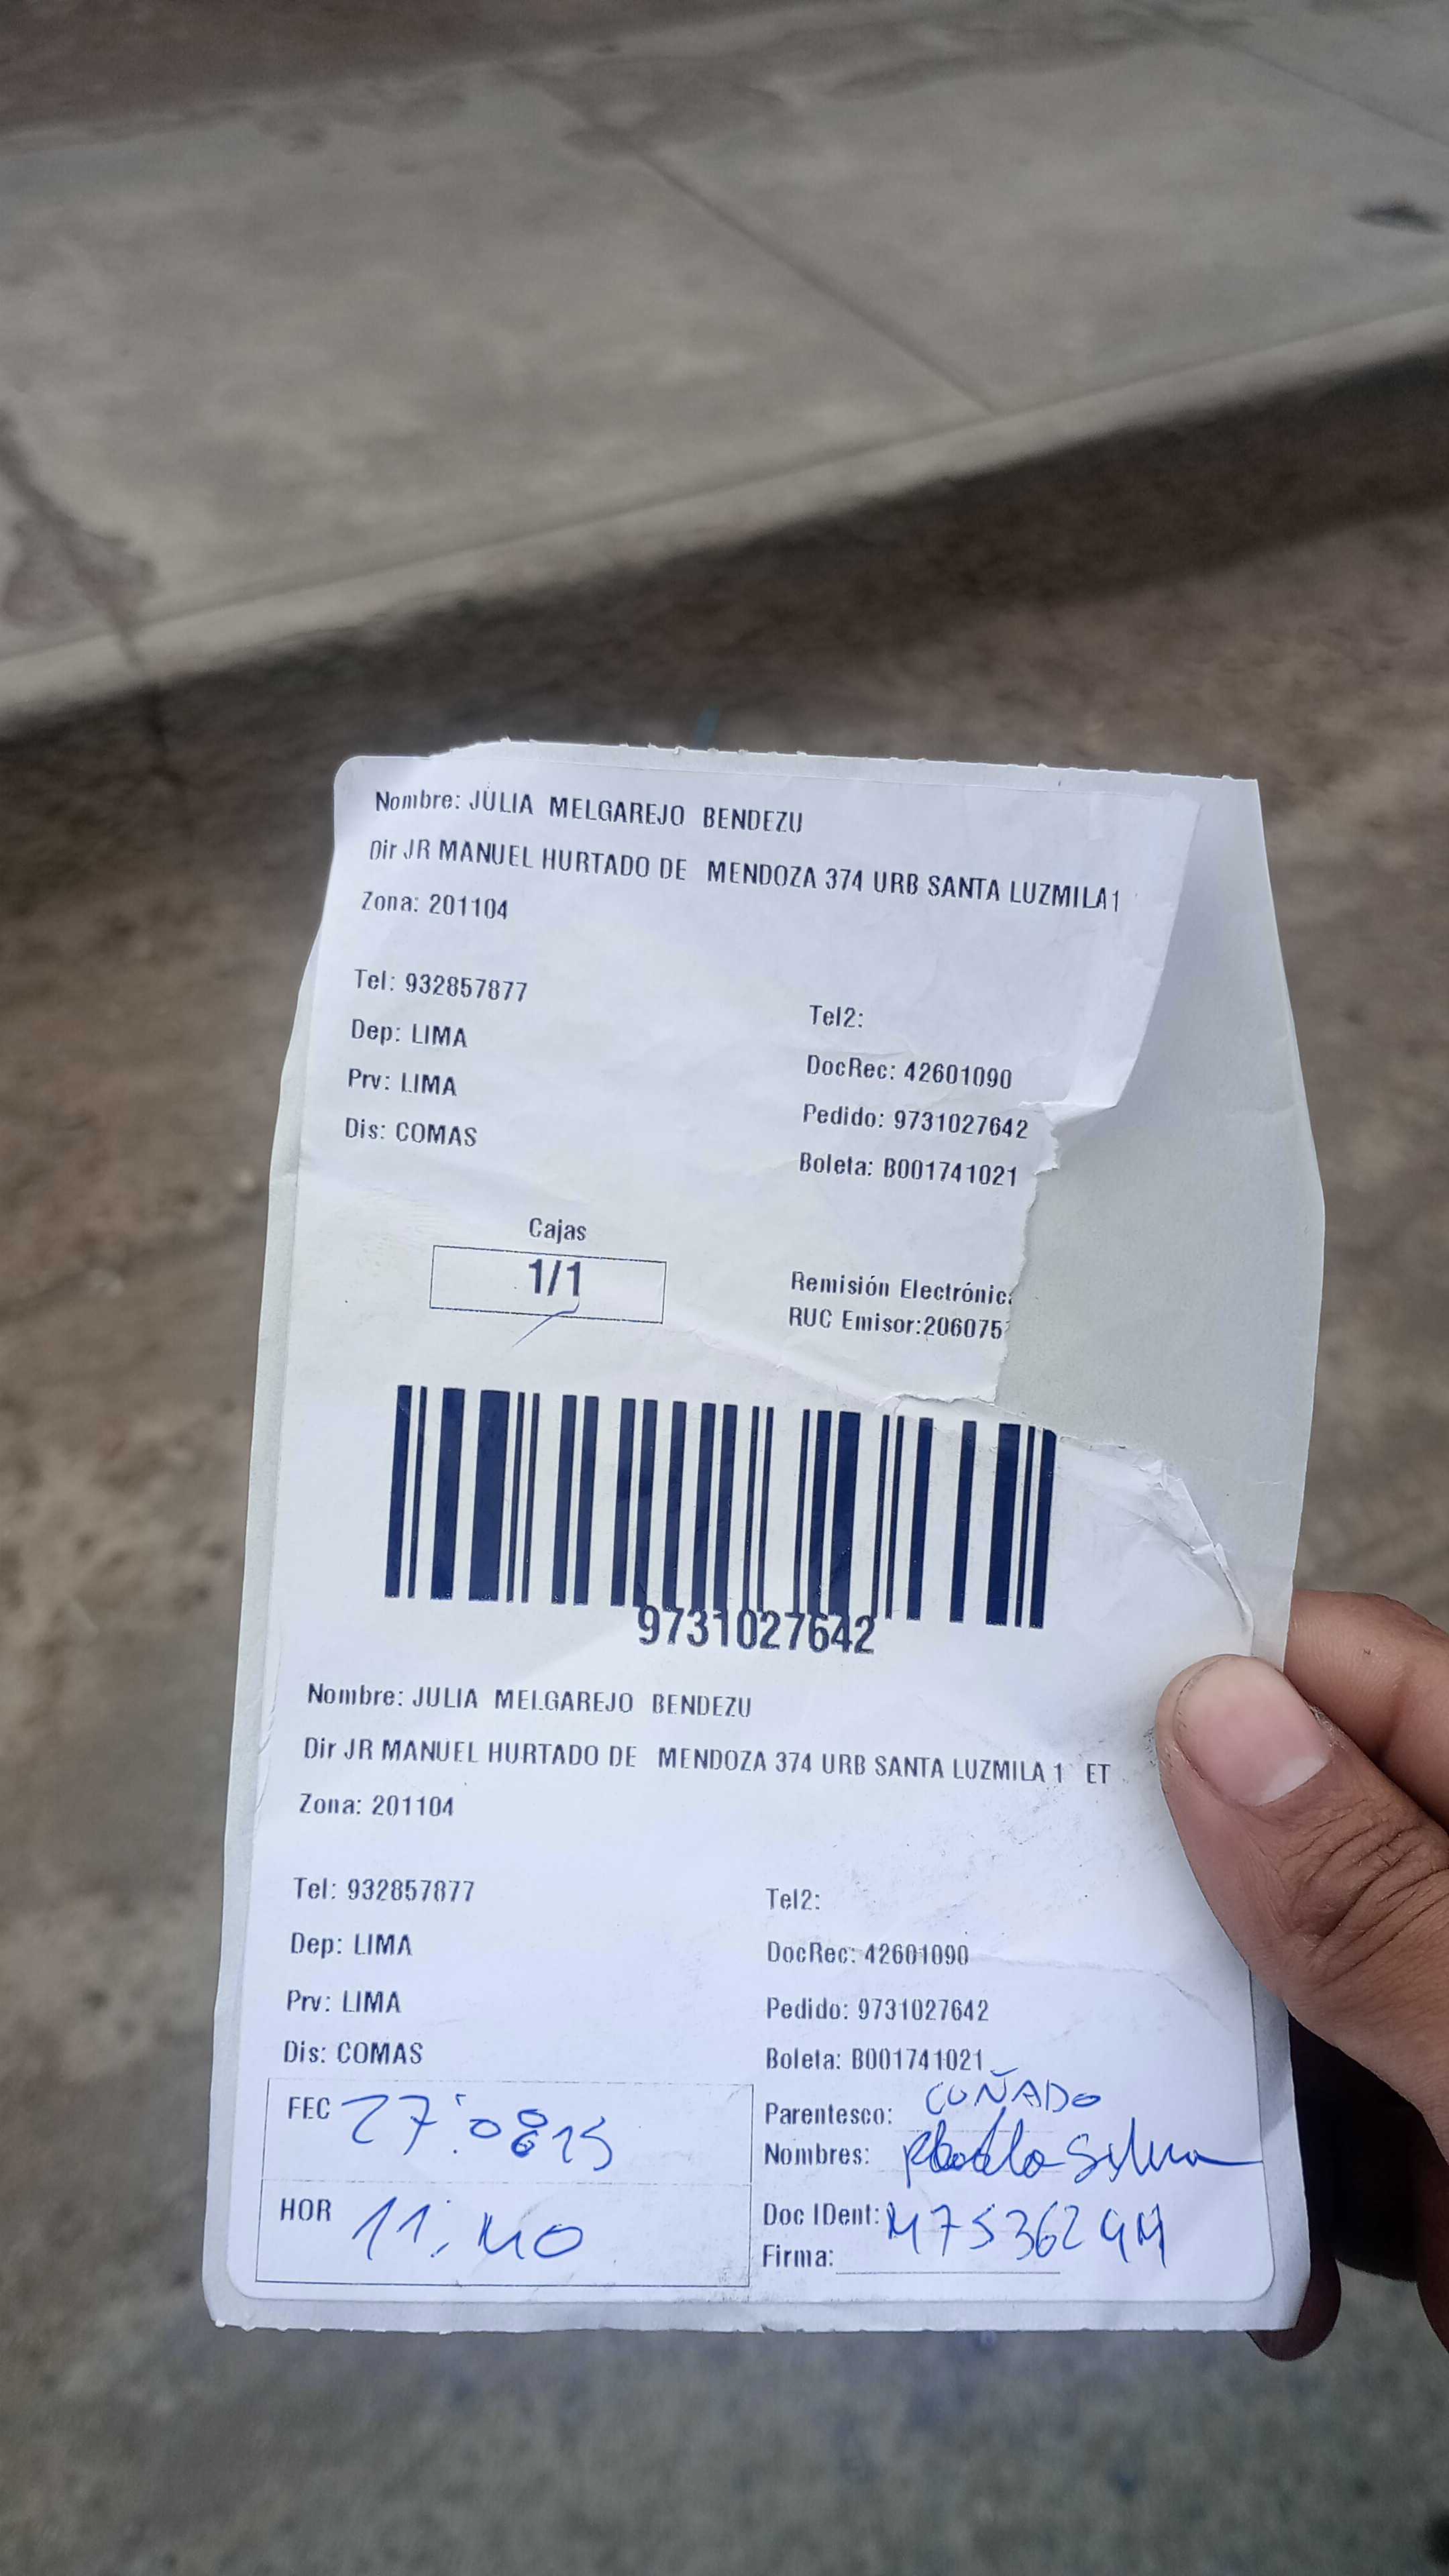 Nombre: JULIA MELGAREJO BENDEZU
Dir JR MANUEL HURTADO DE MENDOZA 374 URB SANTA LUZMILA 1
Zona: 201104
Tel: 932857877
Tel2:
Dep: LIMA
DocRec: 42601090
Prv: LIMA
Pedido: 9731027642
Dis: COMAS
Boleta: B001741021
Cajas
1/1
Remisión Electrónic
RUC Emisor:206075
9731027642
Nombre: JULIA MELGAREJO BENDEZU
Dir JR MANUEL HURTADO DE MENDOZA 374 URB SANTA LUZMILA 1 ET
Zona: 201104
Tel: 932857877
Tel2:
Dep: LIMA
DocRec: 42601090
Prv: LIMA
Pedido: 9731027642
Dis: COMAS
Boleta: B001741021
FEC 27
Parentesco: CUÑADO
Nombres: Silva
HOR 11:40
Doc IDent:
Firma: